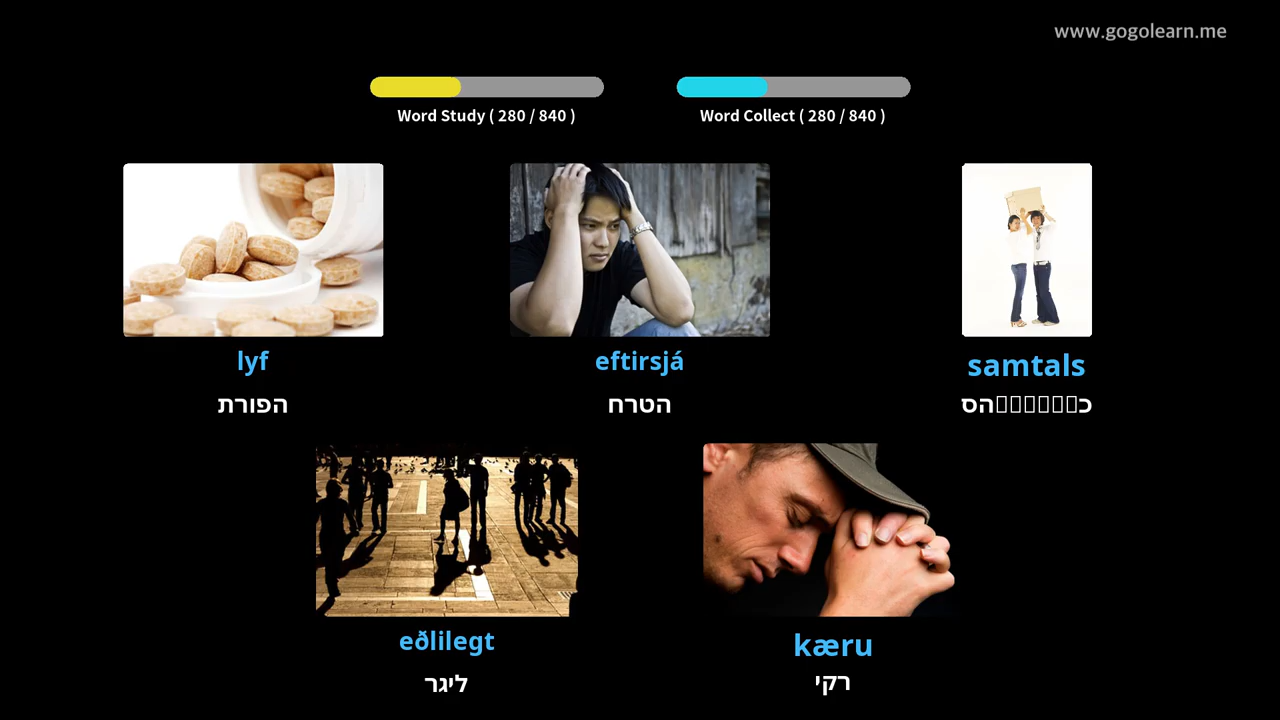 www.gogolearn.me
Word Study ( 280 / 840 )
Word Collect ( 280 / 840 )
lyf
eftirsjá
samtals
הפורת
הטרח
כ▯▯▯▯▯▯הס
eðlilegt
kæru
ליגר
רקי